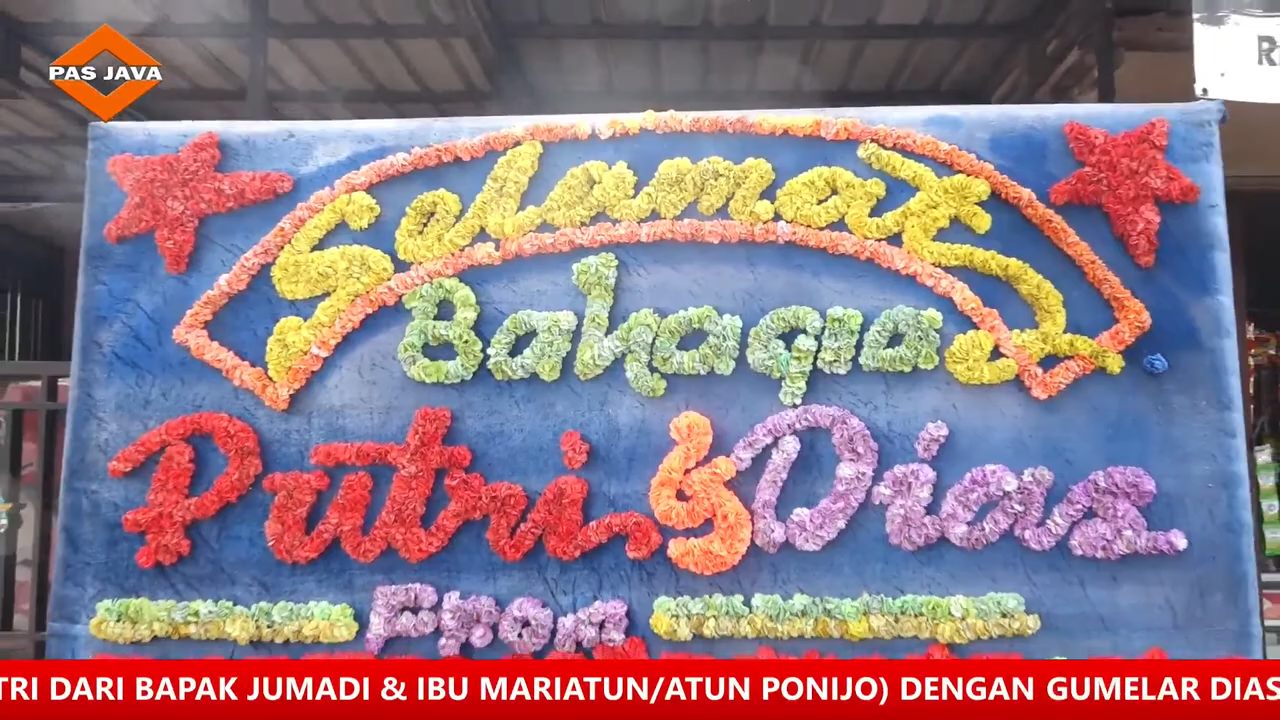 PAS JAVA
Selamat
Bahagia
Putri & Dias
From
TRI DARI BAPAK JUMADI & IBU MARIATUN/ATUN PONIJO) DENGAN GUMELAR DIAS